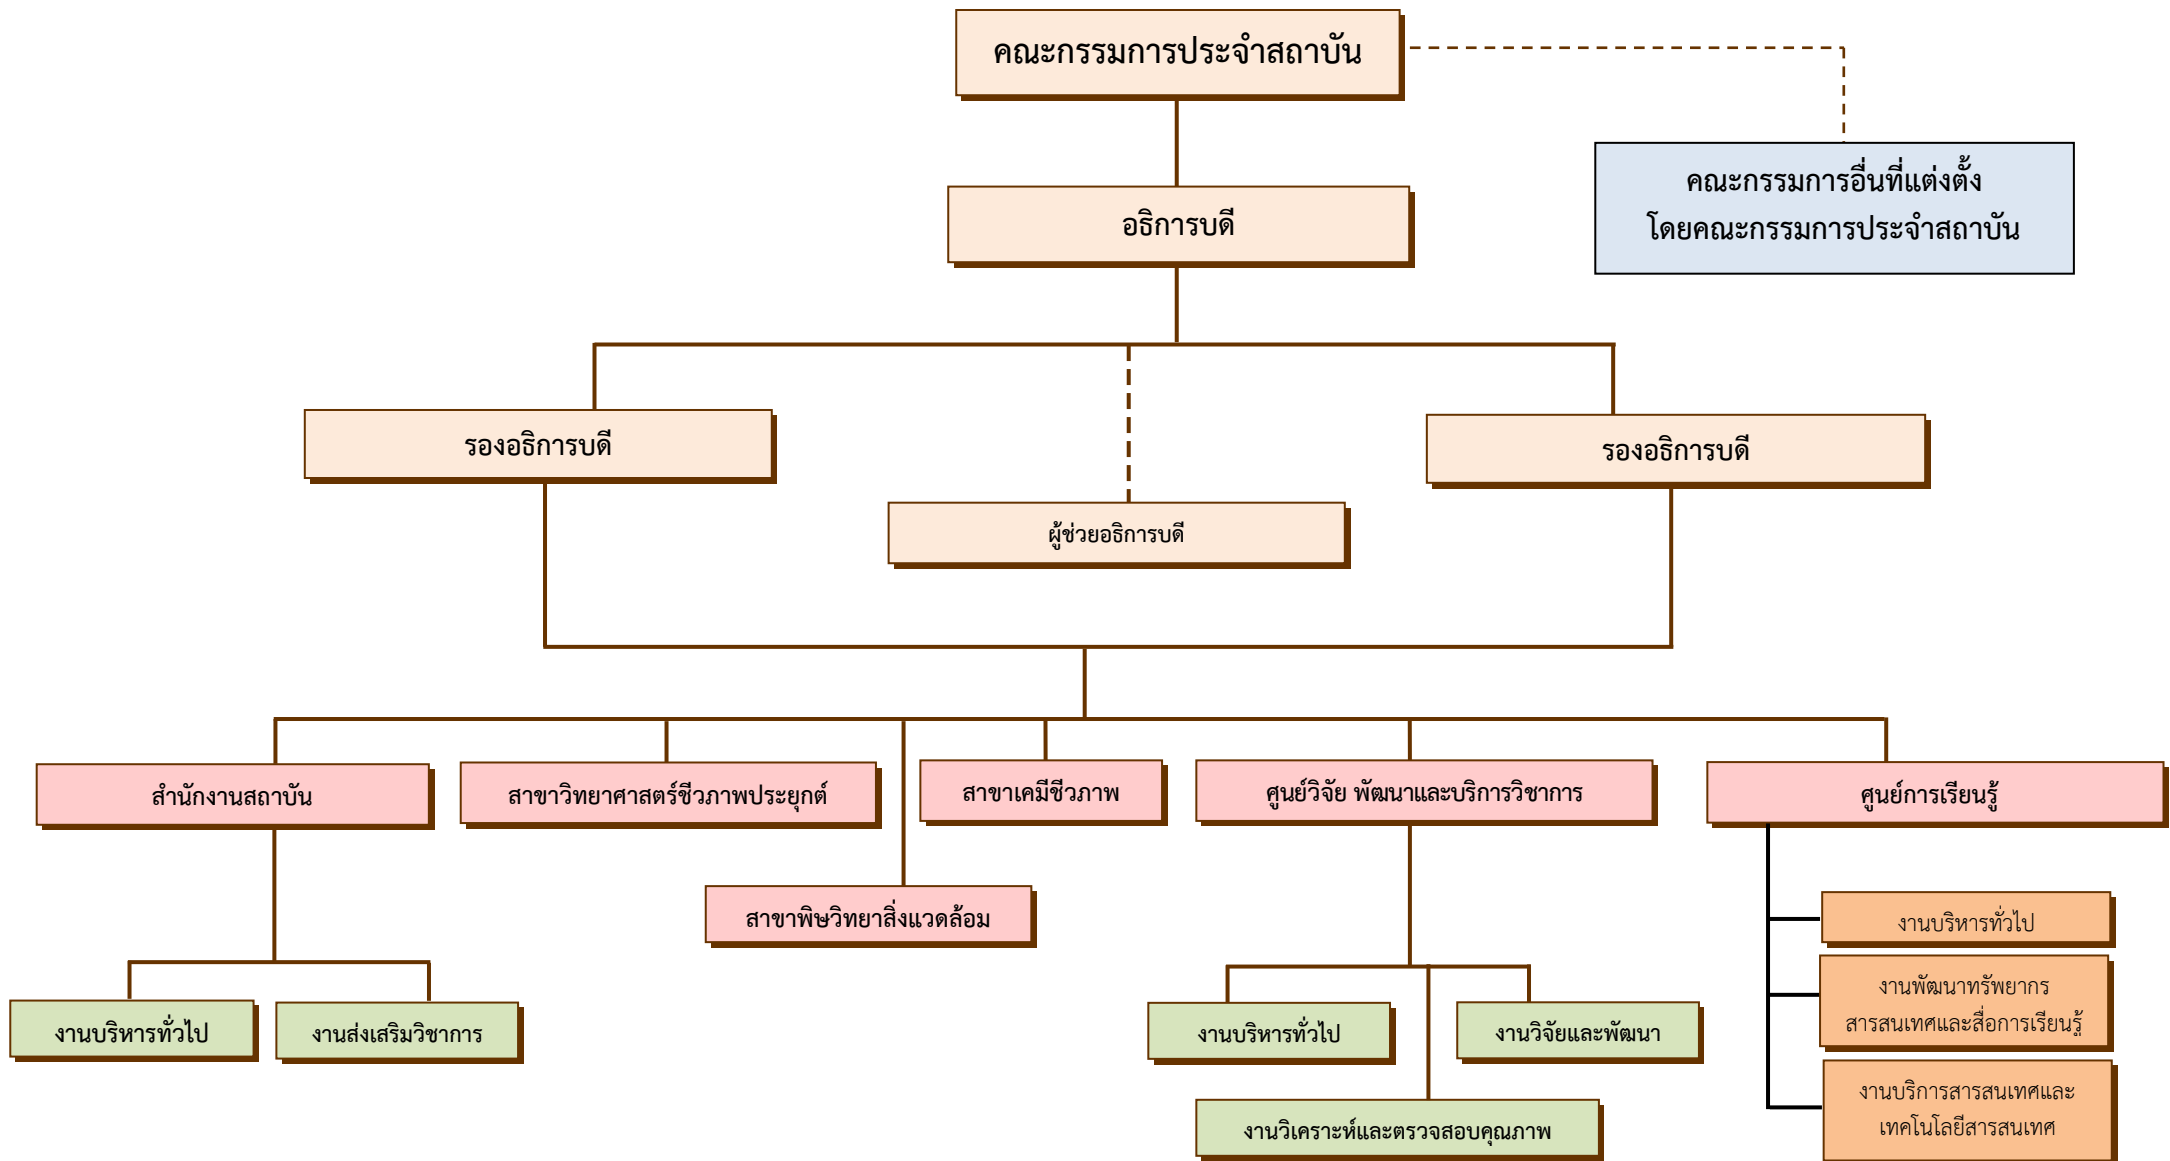 คณะกรรมการประจำสถาบัน
คณะกรรมการอื่นที่แต่งตั้ง
โดยคณะกรรมการประจำสถาบัน
อธิการบดี
รองอธิการบดี
รองอธิการบดี
ผู้ช่วยอธิการบดี
สำนักงานสถาบัน
สาขาวิทยาศาสตร์ชีวภาพประยุกต์
สาขาเคมีชีวภาพ
ศูนย์วิจัย พัฒนาและบริการวิชาการ
ศูนย์การเรียนรู้
สาขาพิษวิทยาสิ่งแวดล้อม
งานบริหารทั่วไป
งานส่งเสริมวิชาการ
งานบริหารทั่วไป
งานวิจัยและพัฒนา
งานวิเคราะห์และตรวจสอบคุณภาพ
งานบริหารทั่วไป
งานพัฒนาทรัพยากร
สารสนเทศและสื่อการเรียนรู้
งานบริการสารสนเทศและ
เทคโนโลยีสารสนเทศ